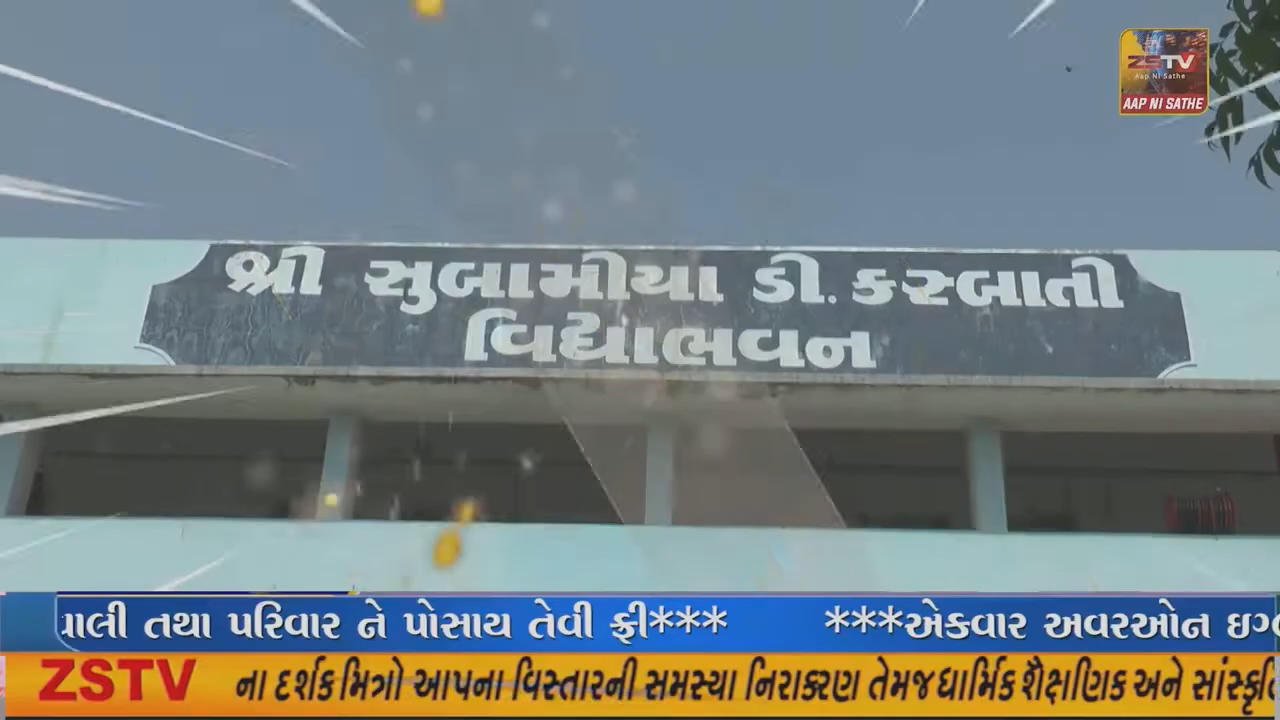 ZSTV
Aap Ni Sathe
AAP NI SATHE
શ્રી સુબામીયા ડી. કરબાતી
વિદ્યાભવન
તથા પરિવાર ને પોસાય તેવી ફ્રી*** ***એકવાર અવરઓન
ZSTV ના દર્શક મિત્રો આપના વિસ્તારની સમસ્યા નિરાકરણ તેમજ ધાર્મિક શૈક્ષણિક અને